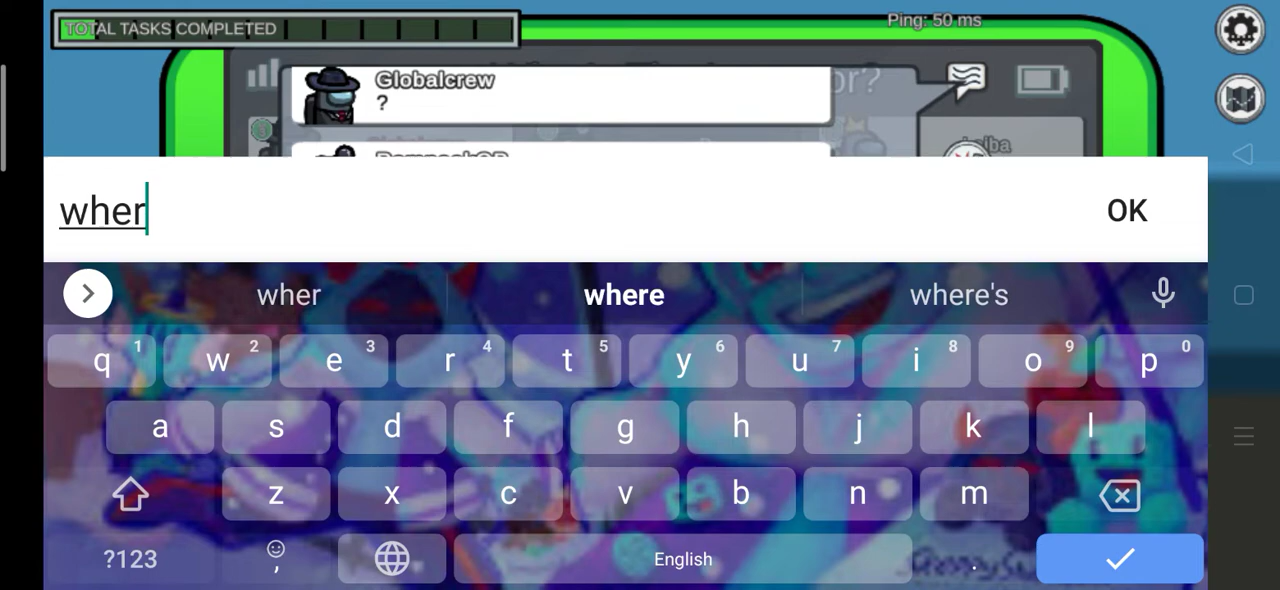 TOTAL TASKS COMPLETED
Ping: 50 ms
Globalcrew
?
wher
OK
wher where where's
q 1 w 2 e 3 r 4 t 5 y 6 u 7 i 8 o 9 p 0
a s d f g h j k l
z x c v b n m
?123 , English .